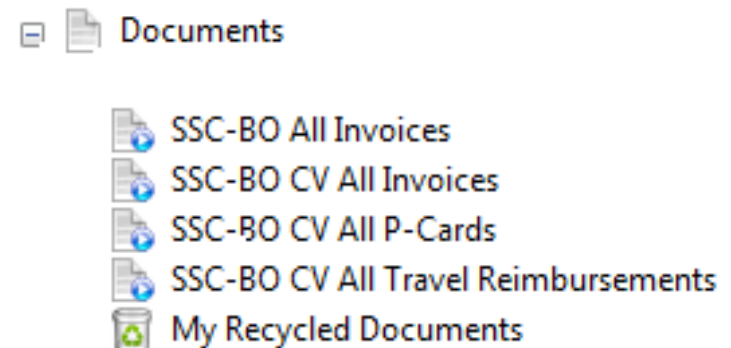 Documents
SSC-BO All Invoices
SSC-BO CV All Invoices
SSC-BO CV All P-Cards
SSC-BO CV All Travel Reimbursements
My Recycled Documents